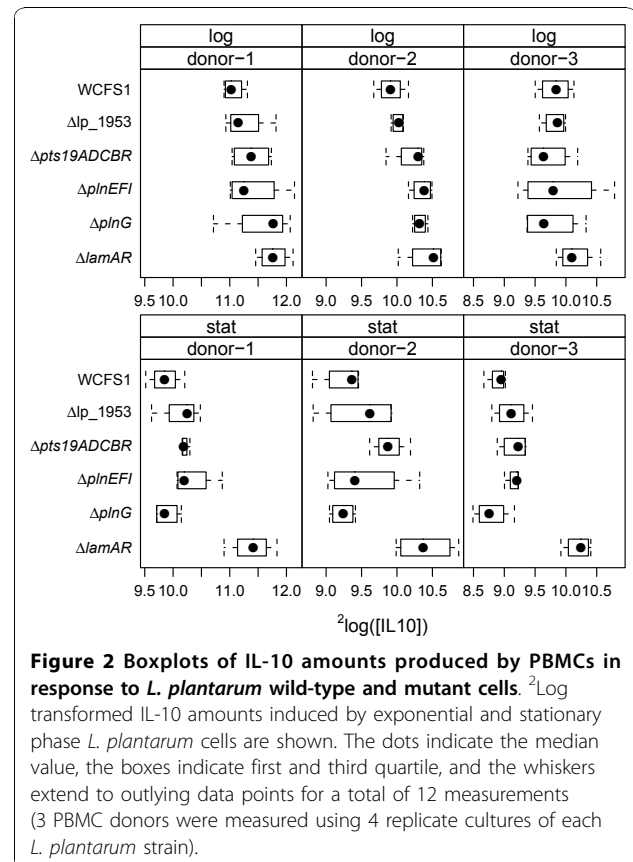 log log log
donor−1 donor−2 donor−3
WCFS1
Δlp_1953
Δpts19ADCBR
ΔplnEFI
ΔplnG
ΔlamAR
9.5 10.0 11.0 12.0 9.0 9.5 10.0 10.5 8.5 9.0 9.5 10.0 10.5
stat stat stat
donor−1 donor−2 donor−3
WCFS1
Δlp_1953
Δpts19ADCBR
ΔplnEFI
ΔplnG
ΔlamAR
9.5 10.0 11.0 12.0 9.0 9.5 10.0 10.5 8.5 9.0 9.5 10.0 10.5
²log([IL10])
Figure 2 Boxplots of IL-10 amounts produced by PBMCs in
response to L. plantarum wild-type and mutant cells. ²Log
transformed IL-10 amounts induced by exponential and stationary
phase L. plantarum cells are shown. The dots indicate the median
value, the boxes indicate first and third quartile, and the whiskers
extend to outlying data points for a total of 12 measurements
(3 PBMC donors were measured using 4 replicate cultures of each
L. plantarum strain).